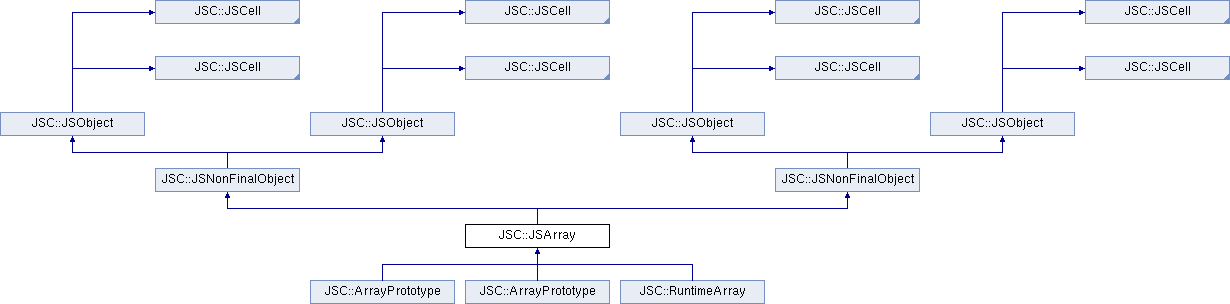 JSC::JSCell JSC::JSCell JSC::JSCell JSC::JSCell
JSC::JSCell JSC::JSCell JSC::JSCell JSC::JSCell
JSC::JSObject JSC::JSObject JSC::JSObject JSC::JSObject
JSC::JSNonFinalObject JSC::JSNonFinalObject
JSC::JSArray
JSC::ArrayPrototype JSC::ArrayPrototype JSC::RuntimeArray